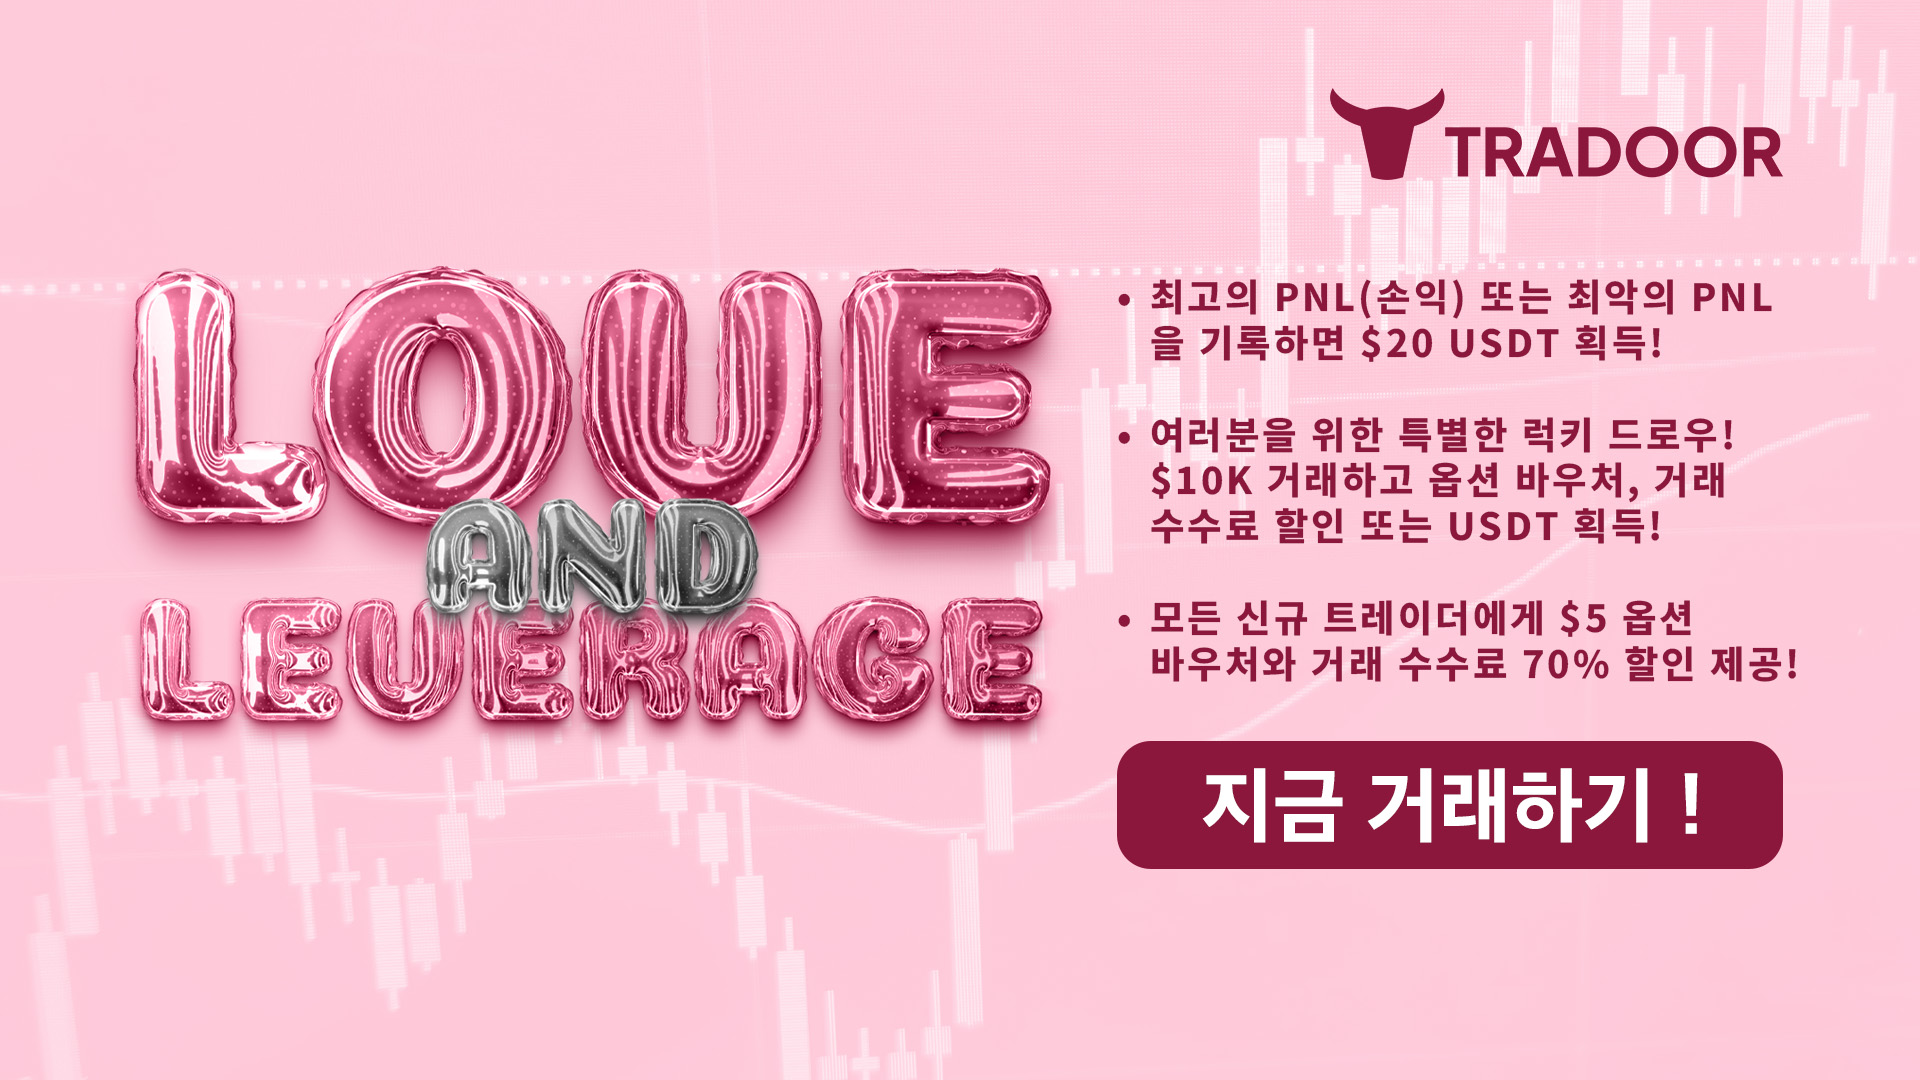 LOVE
AND
LEVERAGE
TRADOOR
• 최고의 PNL(손익) 또는 최악의 PNL
을 기록하면 $20 USDT 획득!
• 여러분을 위한 특별한 럭키 드로우!
$10K 거래하고 옵션 바우처, 거래
수수료 할인 또는 USDT 획득!
• 모든 신규 트레이더에게 $5 옵션
바우처와 거래 수수료 70% 할인 제공!
지금 거래하기 !